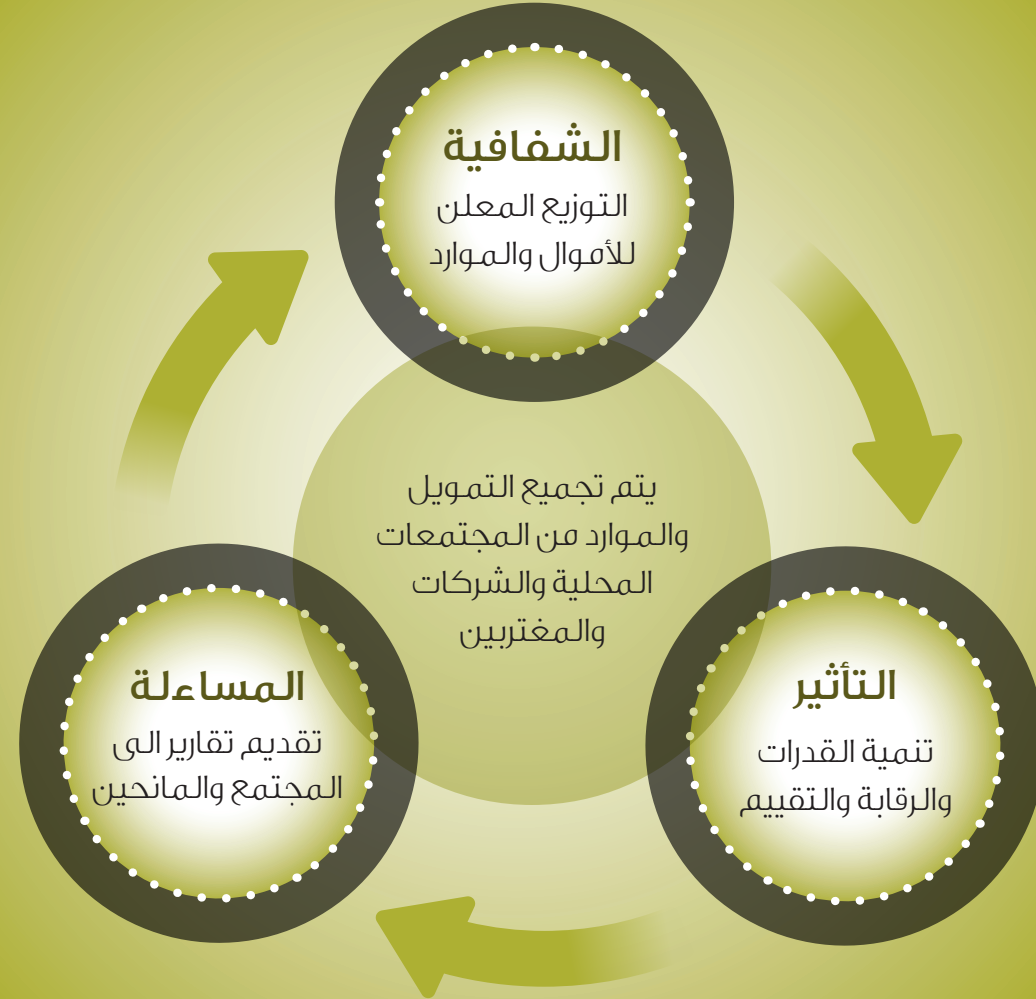 الشفافية
التوزيع المعلن
للأموال والموارد
يتم تجميع التمويل
والموارد من المجتمعات
المحلية والشركات
والمغتربين
التأثير
تنمية القدرات
والرقابة والتقييم
المساءلة
تقديم تقارير الى
المجتمع والمانحين